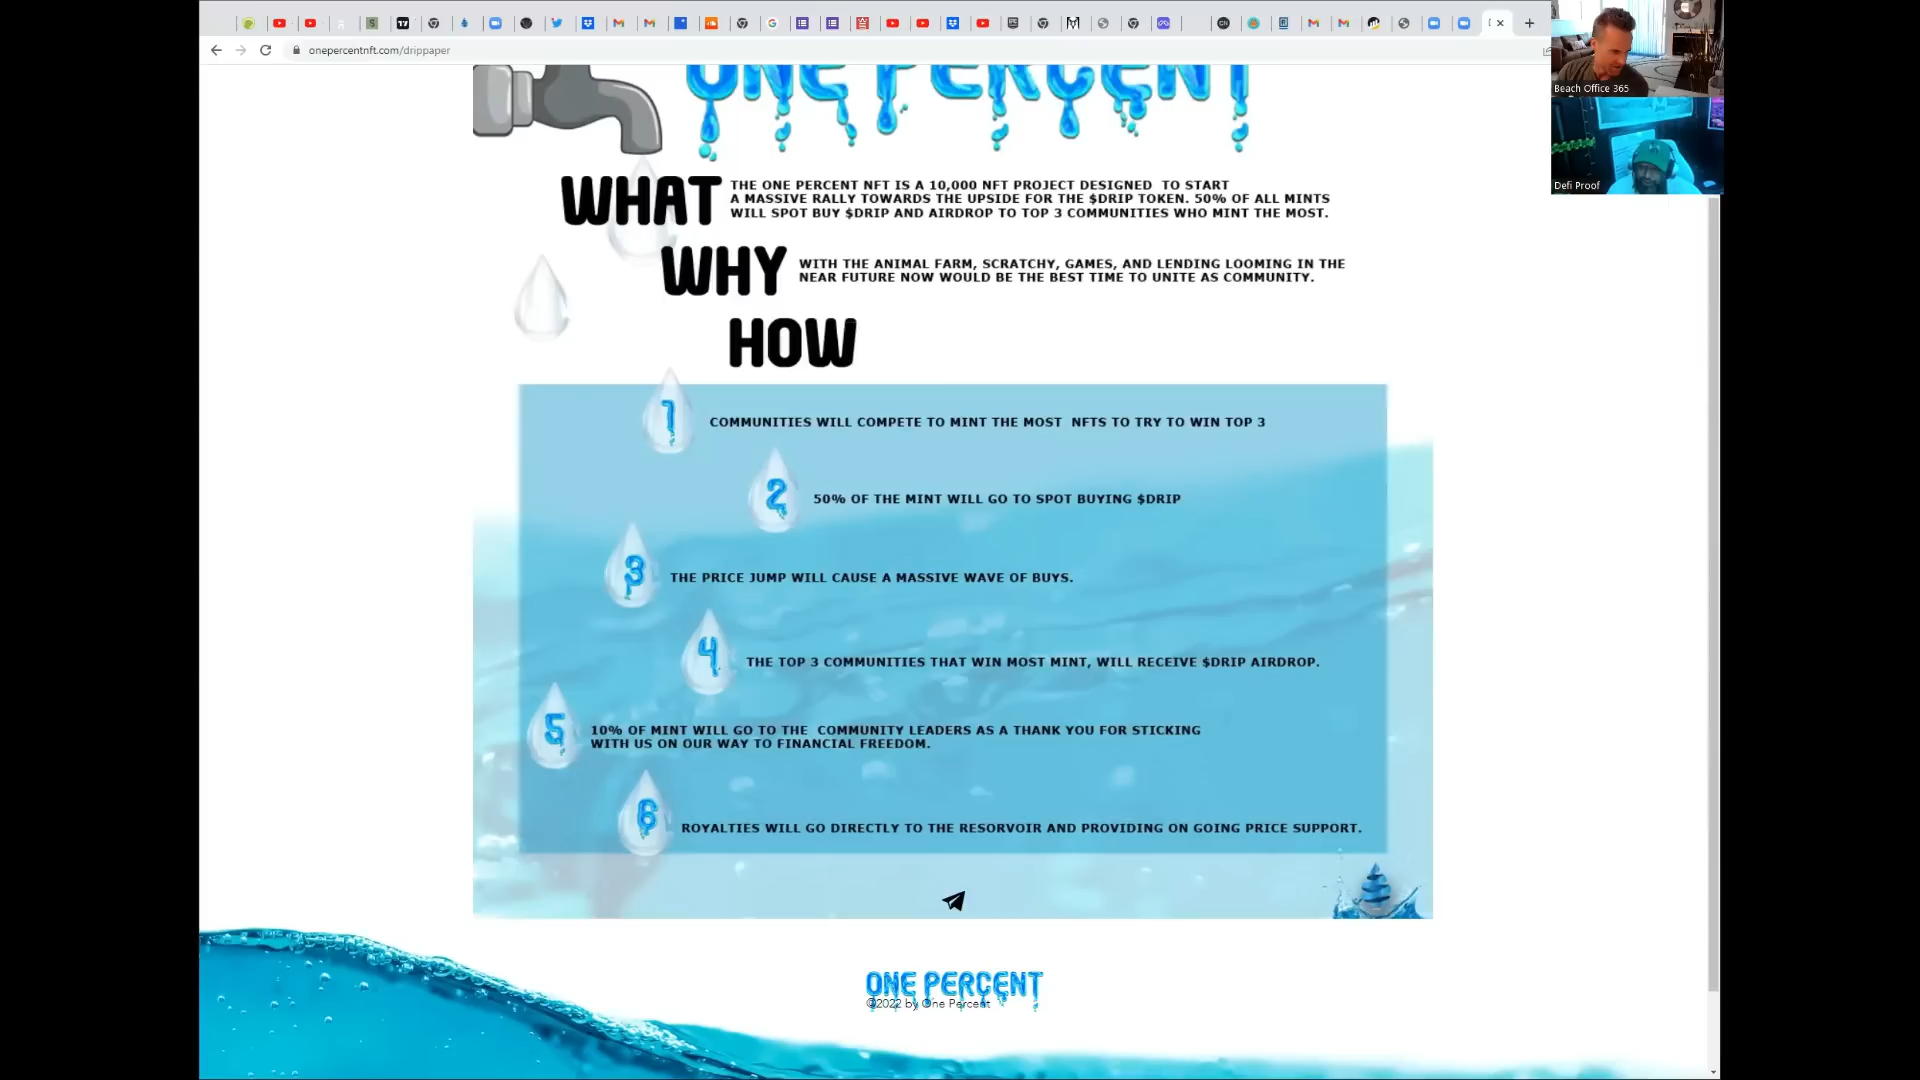 onepercentnft.com/drippaper
Beach Office 365
Defi Proof
ONE PERCENT
WHAT
THE ONE PERCENT NFT IS A 10,000 NFT PROJECT DESIGNED TO START
A MASSIVE RALLY TOWARDS THE UPSIDE FOR THE $DRIP TOKEN. 50% OF ALL MINTS
WILL SPOT BUY $DRIP AND AIRDROP TO TOP 3 COMMUNITIES WHO MINT THE MOST.
WHY
WITH THE ANIMAL FARM, SCRATCHY, GAMES, AND LENDING LOOMING IN THE
NEAR FUTURE NOW WOULD BE THE BEST TIME TO UNITE AS COMMUNITY.
HOW
1
COMMUNITIES WILL COMPETE TO MINT THE MOST NFTS TO TRY TO WIN TOP 3
2
50% OF THE MINT WILL GO TO SPOT BUYING $DRIP
3
THE PRICE JUMP WILL CAUSE A MASSIVE WAVE OF BUYS.
4
THE TOP 3 COMMUNITIES THAT WIN MOST MINT, WILL RECEIVE $DRIP AIRDROP.
5
10% OF MINT WILL GO TO THE COMMUNITY LEADERS AS A THANK YOU FOR STICKING
WITH US ON OUR WAY TO FINANCIAL FREEDOM.
6
ROYALTIES WILL GO DIRECTLY TO THE RESORVOIR AND PROVIDING ON GOING PRICE SUPPORT.
ONE PERCENT
©2022 by One Percent